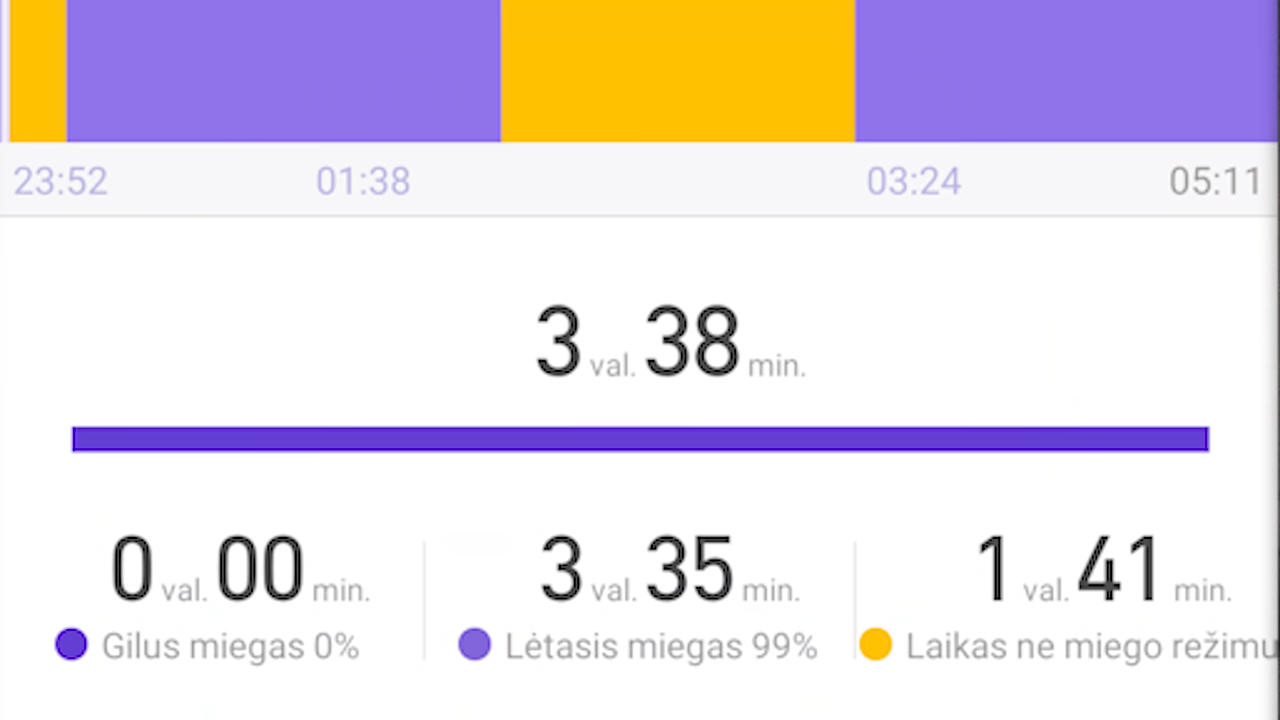 23:52 01:38 03:24 05:11
3 val. 38 min.
0 val. 00 min. 3 val. 35 min. 1 val. 41 min.
Gilus miegas 0% Lėtasis miegas 99% Laikas ne miego režimu